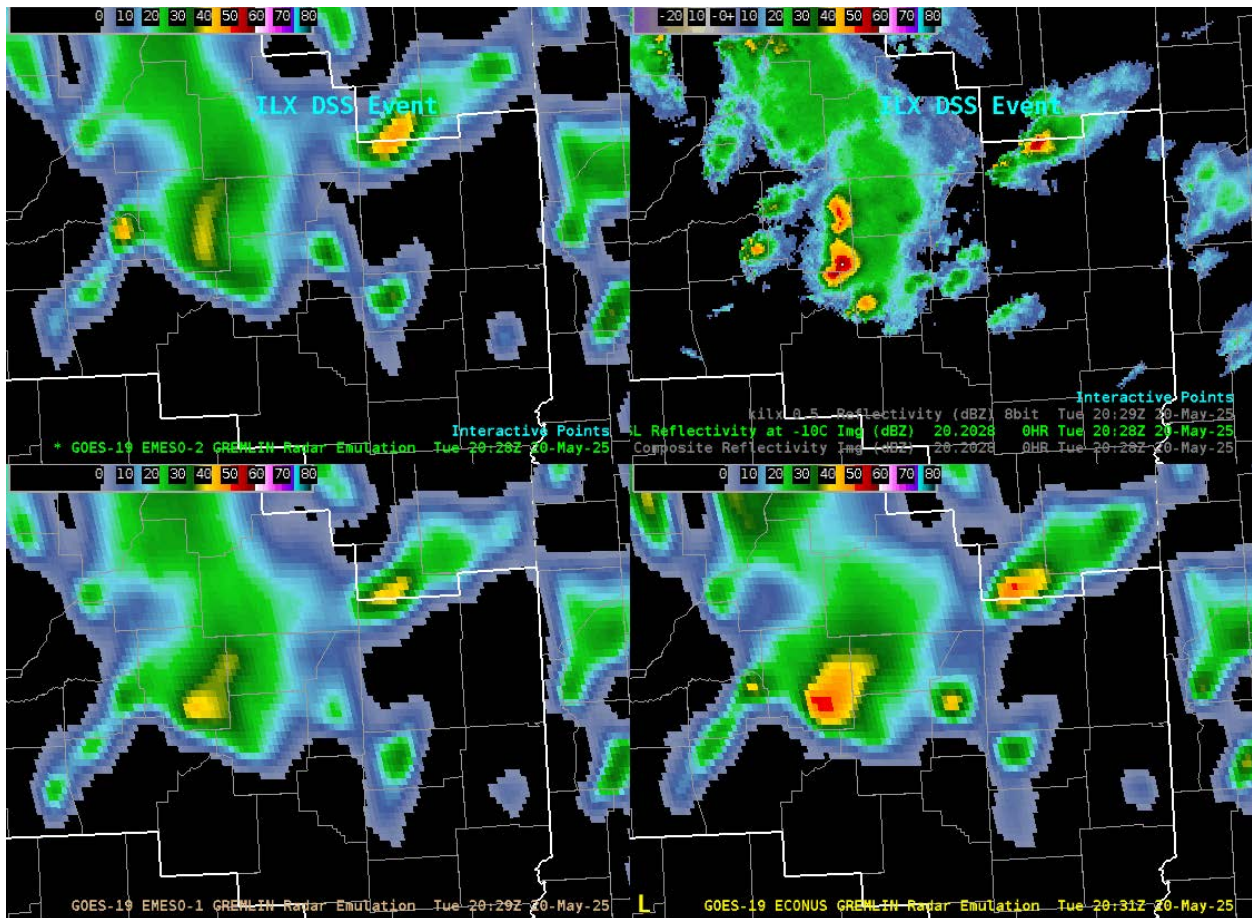 0 10 20 30 40 50 60 70 80
-20 -10 -0+ 10 20 30 40 50 60 70 80
ILX DSS Event
ILX DSS Event
Interactive Points
* GOES-19 EMESO-2 GREMLIN Radar Emulation Tue 20:28Z 20-May-25
Interactive Points
kilx 0.5 Reflectivity (dBZ) 8bit Tue 20:29Z 20-May-25
SL Reflectivity at -10C Img (dBZ) 20.2028 0HR Tue 20:28Z 20-May-25
Composite Reflectivity Img (dBZ) 20.2028 0HR Tue 20:28Z 20-May-25
0 10 20 30 40 50 60 70 80
0 10 20 30 40 50 60 70 80
GOES-19 EMESO-1 GREMLIN Radar Emulation Tue 20:29Z 20-May-25
L GOES-19 ECONUS GREMLIN Radar Emulation Tue 20:31Z 20-May-25